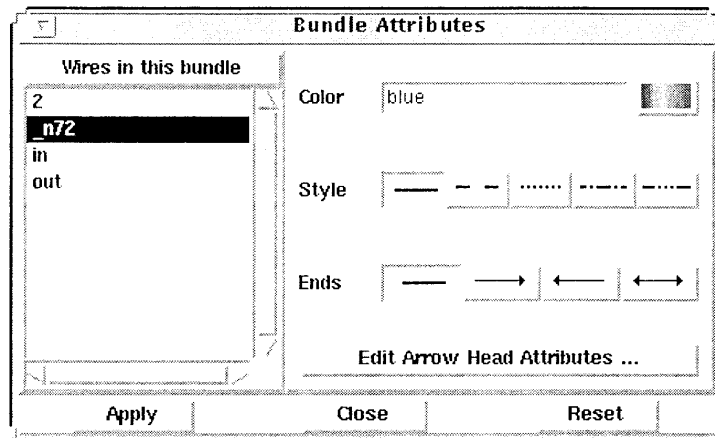 Bundle Attributes
Wires in this bundle
2
_n72
in
out
Color
blue
Style
Ends
Edit Arrow Head Attributes ...
Apply
Close
Reset